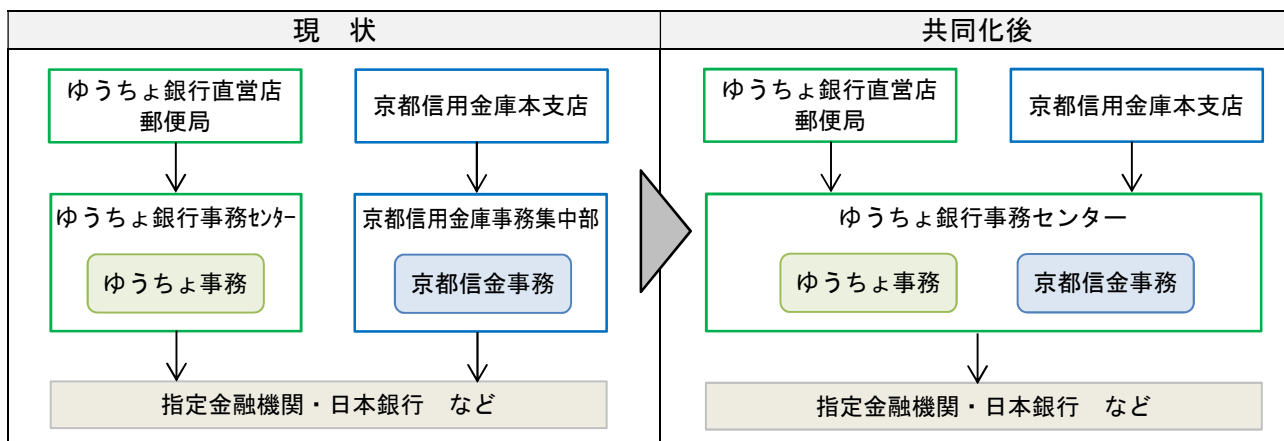 現　状
ゆうちょ銀行直営店
郵便局
京都信用金庫本支店
ゆうちょ銀行事務ｾﾝﾀｰ
ゆうちょ事務
京都信用金庫事務集中部
京都信金事務
指定金融機関・日本銀行　など
共同化後
ゆうちょ銀行直営店
郵便局
京都信用金庫本支店
ゆうちょ銀行事務センター
ゆうちょ事務
京都信金事務
指定金融機関・日本銀行　など